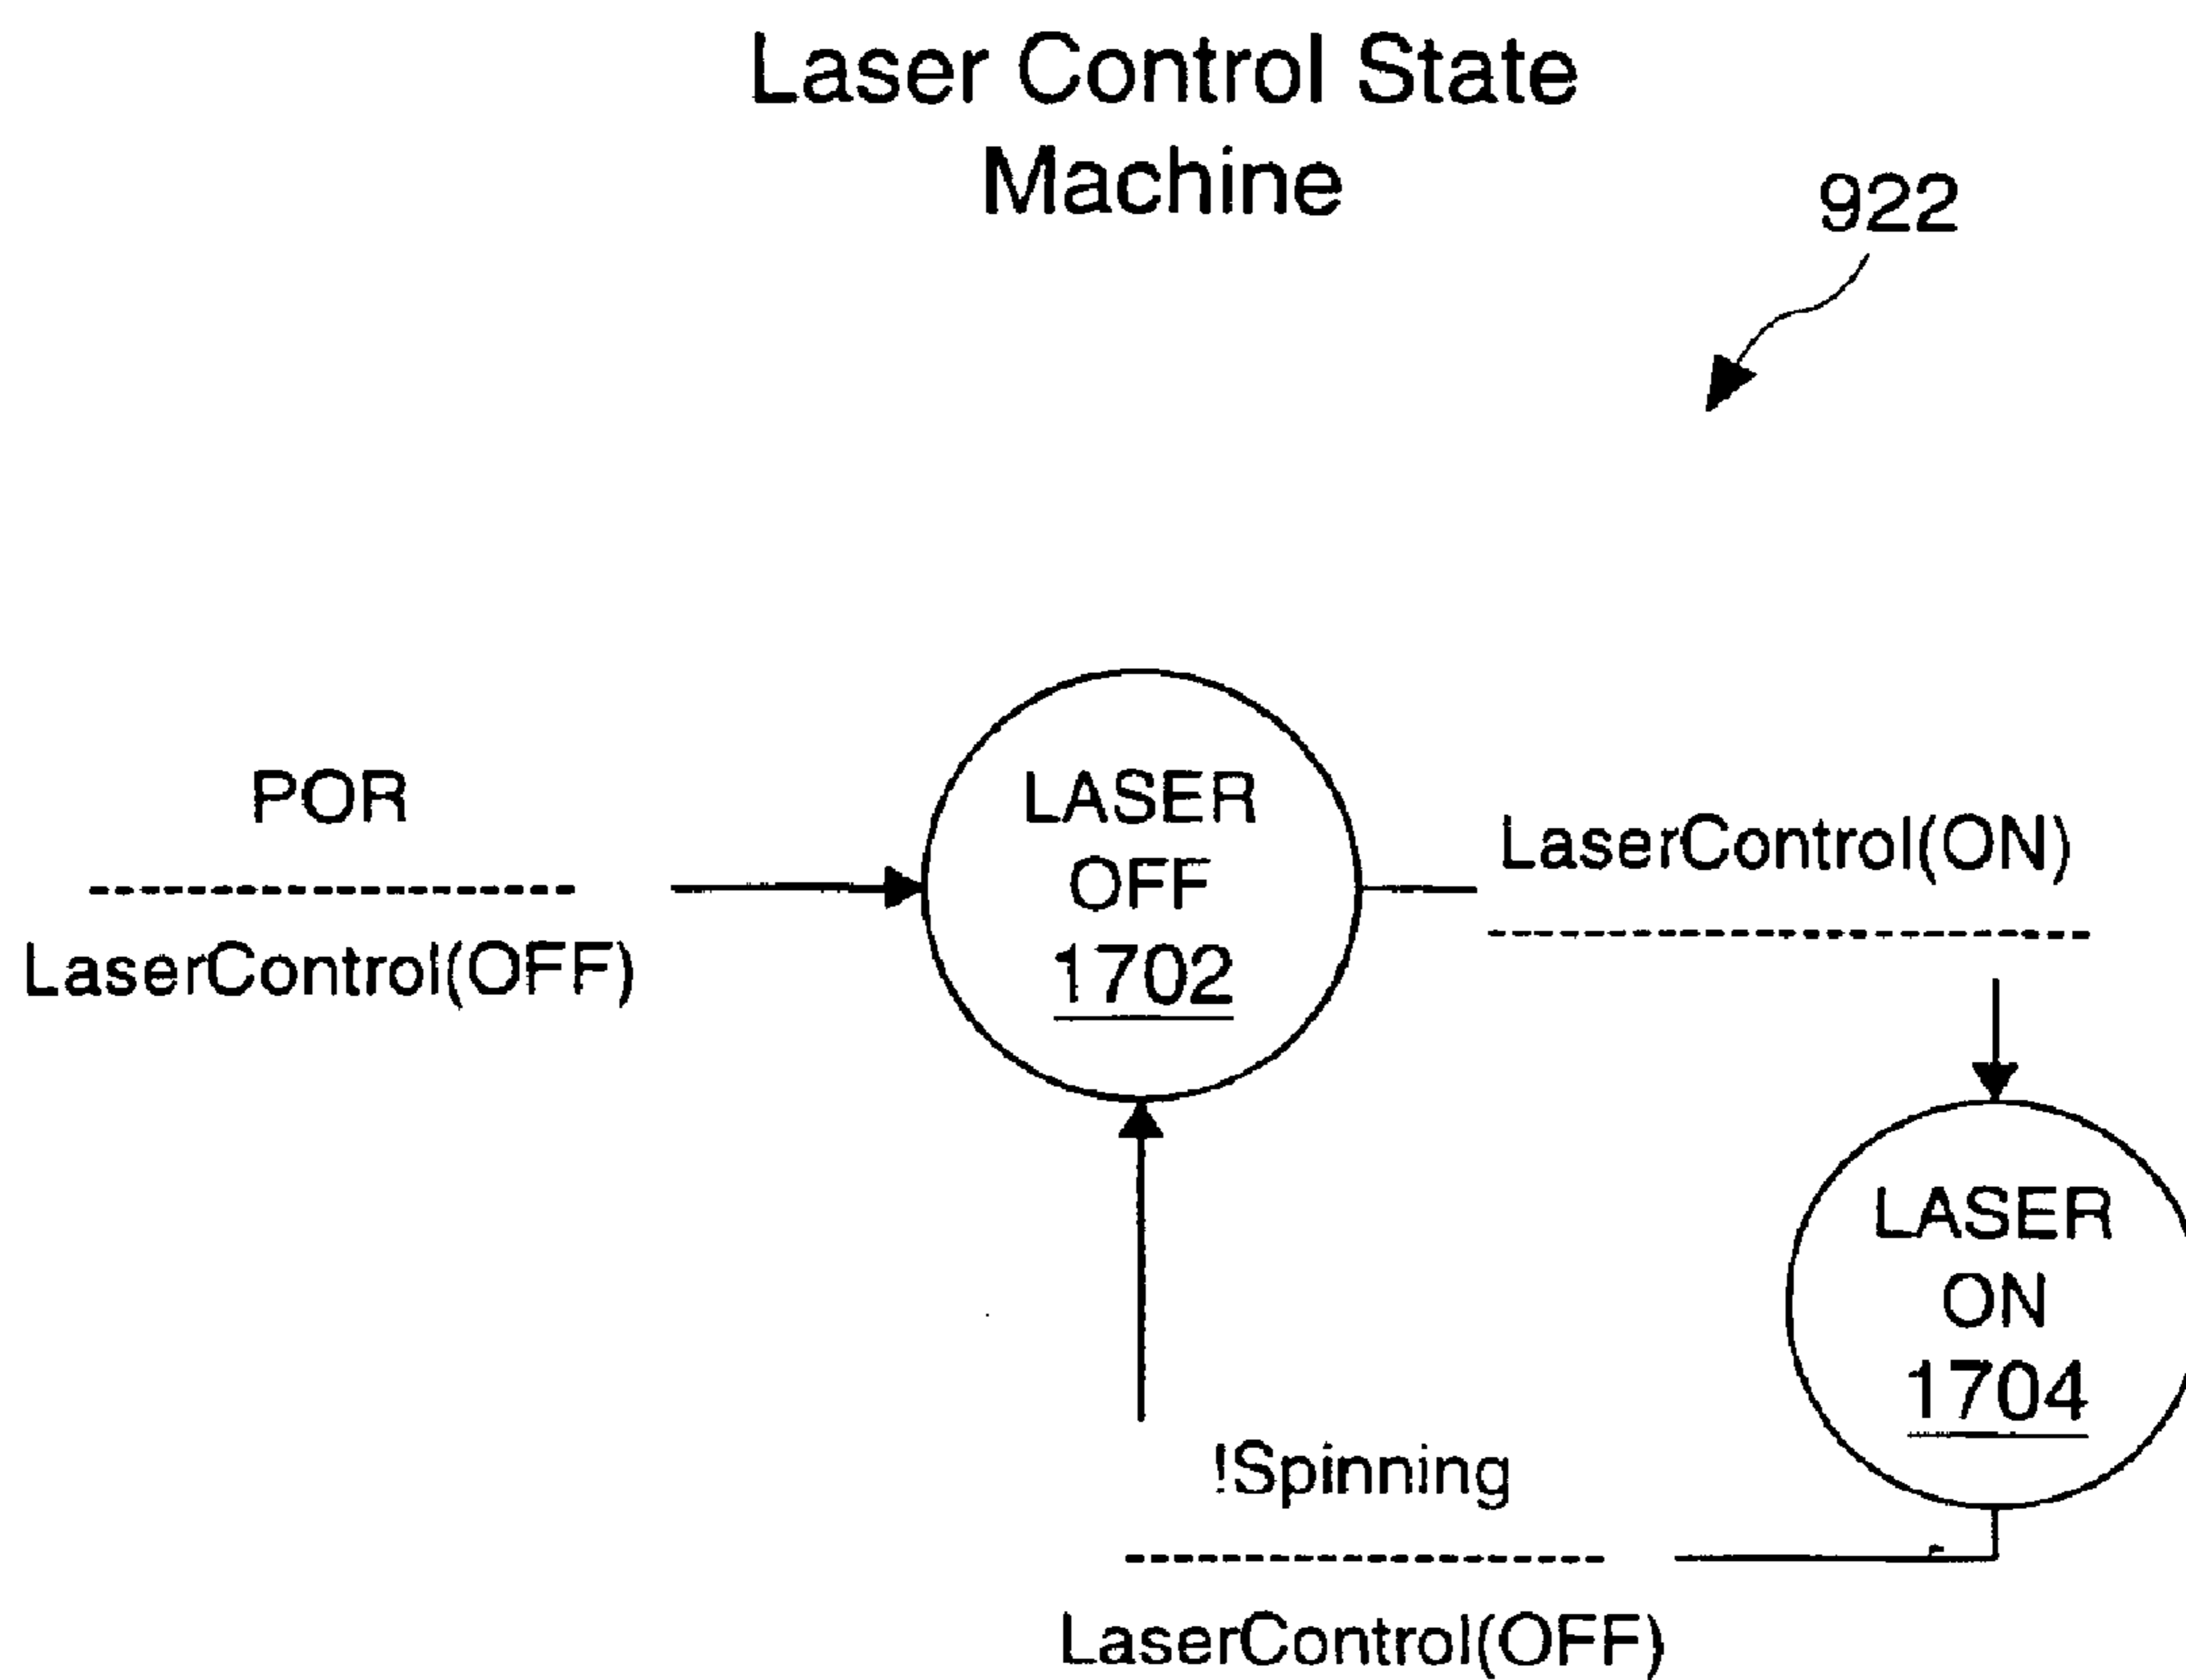 Laser Control State
Machine
922
POR
LaserControl(OFF)
LASER
OFF
1702
LaserControl(ON)
LASER
ON
1704
!Spinning
LaserControl(OFF)